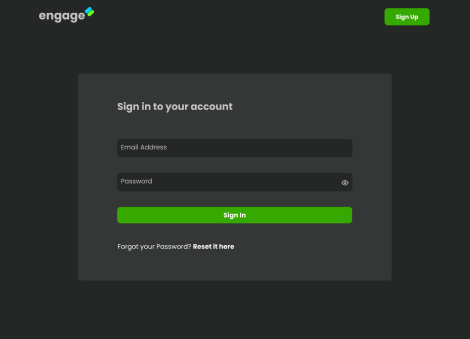 engage
Sign Up
Sign in to your account
Email Address
Password
Sign In
Forgot your Password? Reset it here